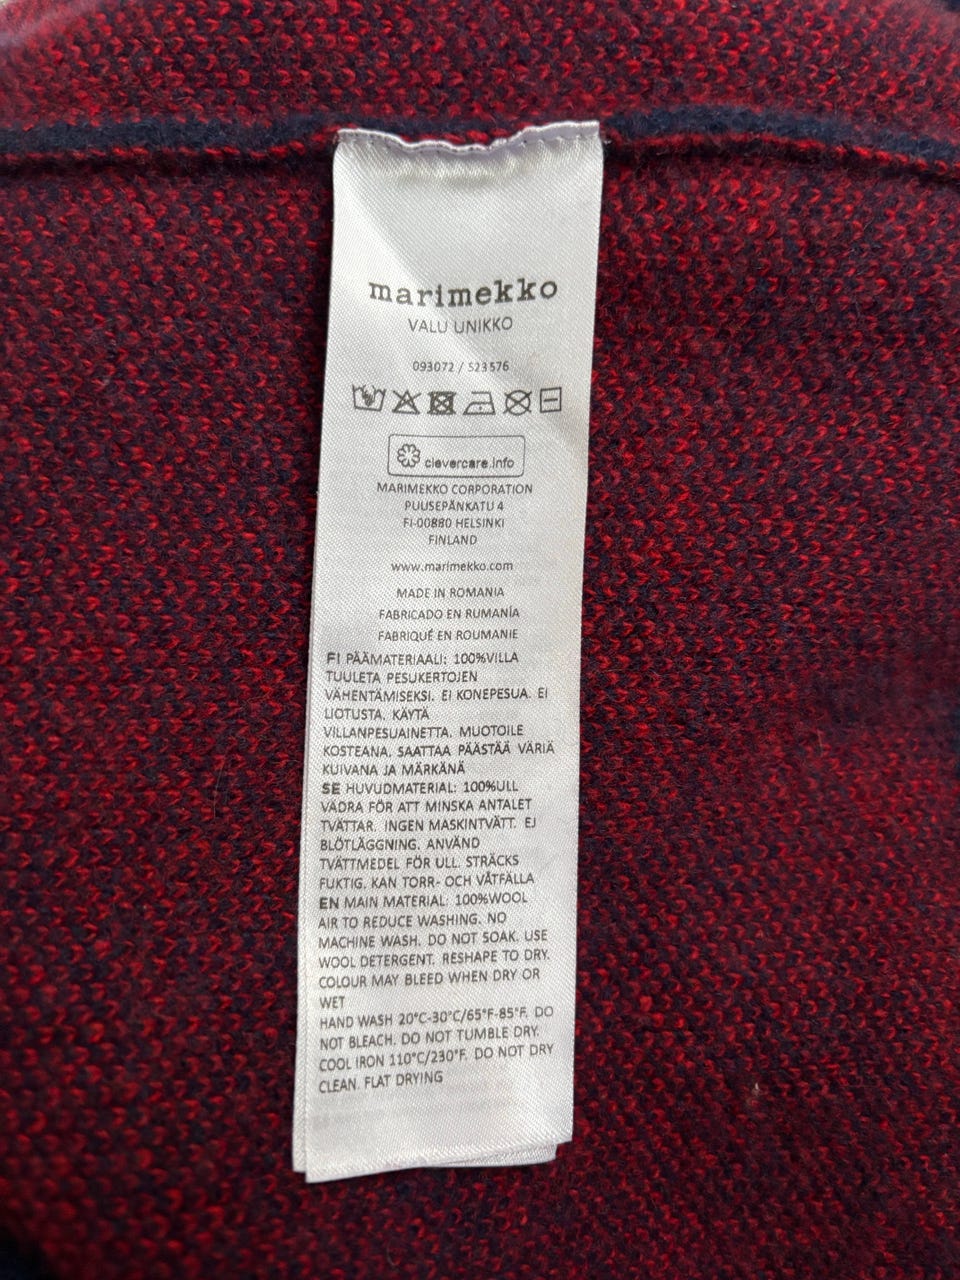 marimekko
VALU UNIKKO
093072 / 523576
clevercare.info
MARIMEKKO CORPORATION
PUUSEPÄNKATU 4
FI-00880 HELSINKI
FINLAND
www.marimekko.com
MADE IN ROMANIA
FABRICADO EN RUMANÍA
FABRIQUÉ EN ROUMANIE
FI PÄÄMATERIAALI: 100%VILLA
TUULETA PESUKERTOJEN
VÄHENTÄMISEKSI. EI KONEPESUA. EI
LIOTUSTA. KÄYTÄ
VILLANPESUAINETTA. MUOTOILE
KOSTEANA. SAATTAA PÄÄSTÄÄ VÄRIÄ
KUIVANA JA MÄRKÄNÄ
SE HUVUDMATERIAL: 100%ULL
VÄDRA FÖR ATT MINSKA ANTALET
TVÄTTAR. INGEN MASKINTVÄTT. EJ
BLÖTLÄGGNING. ANVÄND
TVÄTTMEDEL FÖR ULL. STRÄCKS
FUKTIG. KAN TORR- OCH VÅTFÄLLA
EN MAIN MATERIAL: 100%WOOL
AIR TO REDUCE WASHING. NO
MACHINE WASH. DO NOT SOAK. USE
WOOL DETERGENT. RESHAPE TO DRY.
COLOUR MAY BLEED WHEN DRY OR
WET
HAND WASH 20°C-30°C/65°F-85°F. DO
NOT BLEACH. DO NOT TUMBLE DRY.
COOL IRON 110°C/230°F. DO NOT DRY
CLEAN. FLAT DRYING